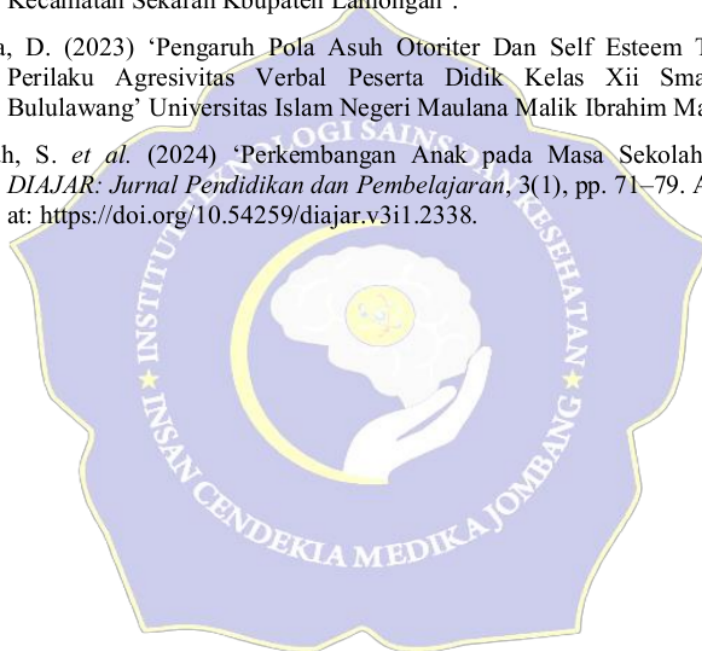 Kecamatan Sekaran Kbupaten Lamongan'.
a, D. (2023) 'Pengaruh Pola Asuh Otoriter Dan Self Esteem T
Perilaku Agresivitas Verbal Peserta Didik Kelas Xii Sma
Bululawang' Universitas Islam Negeri Maulana Malik Ibrahim Ma
h, S. et al. (2024) 'Perkembangan Anak pada Masa Sekolah
DIAJAR: Jurnal Pendidikan dan Pembelajaran, 3(1), pp. 71–79. A
at: https://doi.org/10.54259/diajar.v3i1.2338.
INSTITUT TEKNOLOGI SAINS DAN KESEHATAN
INSAN CENDEKIA MEDIKA JOMBANG